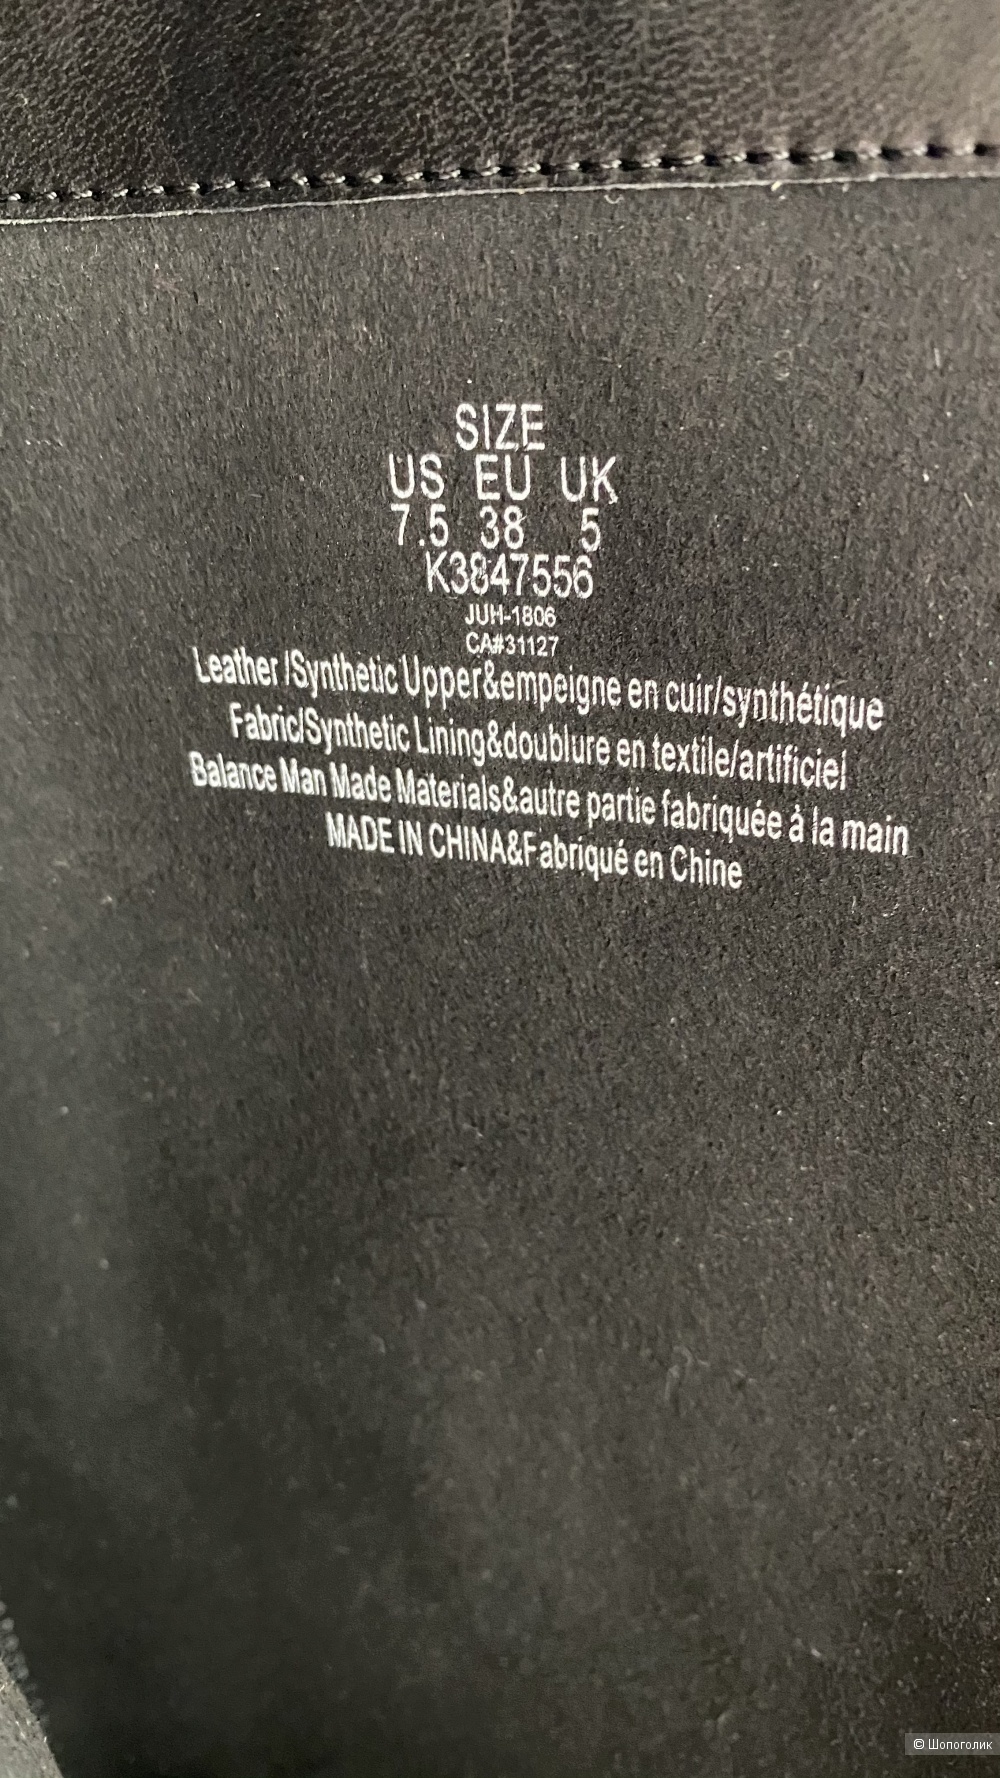 SIZE
US EU UK
7.5 38 5
K3847556
JUH-1806
CA#31127
Leather /Synthetic Upper&empeigne en cuir/synthétique
Fabric/Synthetic Lining&doublure en textile/artificiel
Balance Man Made Materials&autre partie fabriquée à la main
MADE IN CHINA&Fabriqué en Chine
© Шопоголик